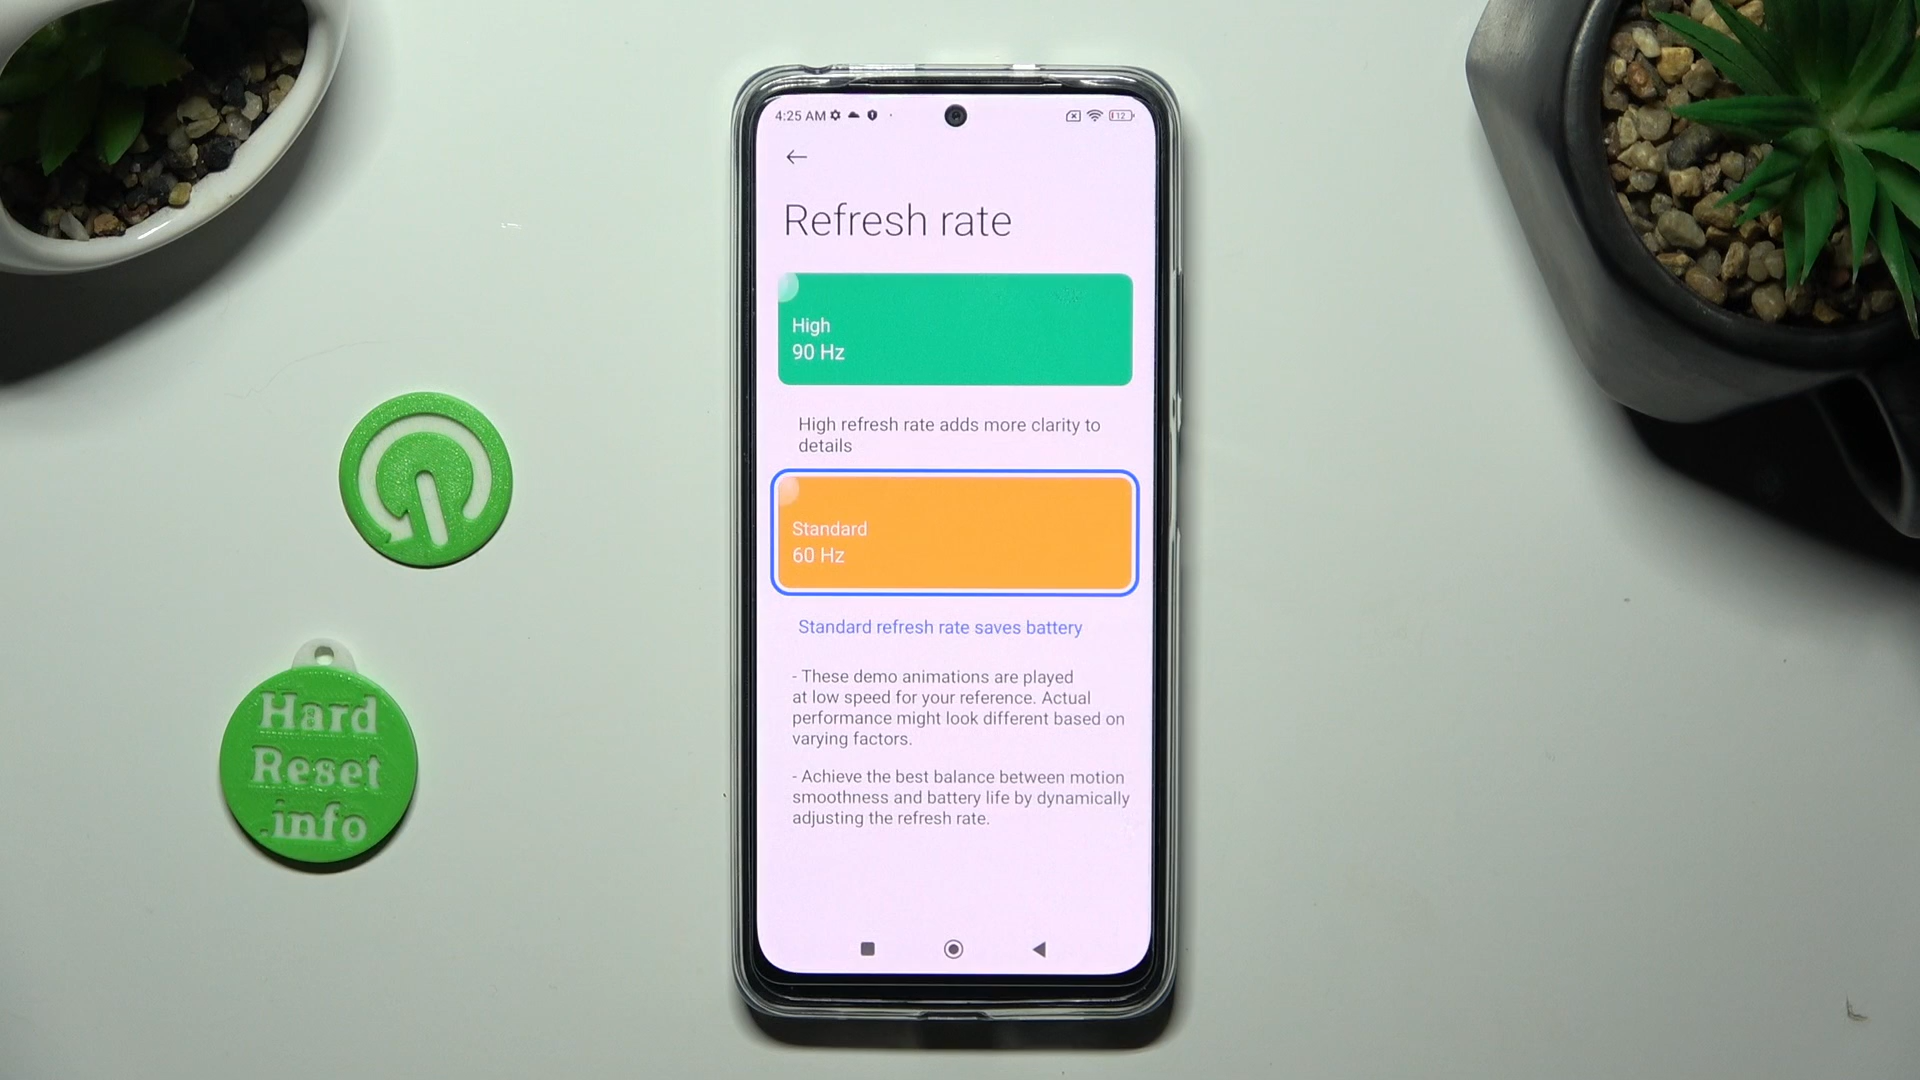 4:25 AM
12
Refresh rate
High
90 Hz
High refresh rate adds more clarity to
details
Standard
60 Hz
Standard refresh rate saves battery
- These demo animations are played
at low speed for your reference. Actual
performance might look different based on
varying factors.
- Achieve the best balance between motion
smoothness and battery life by dynamically
adjusting the refresh rate.
Hard
Reset
.info